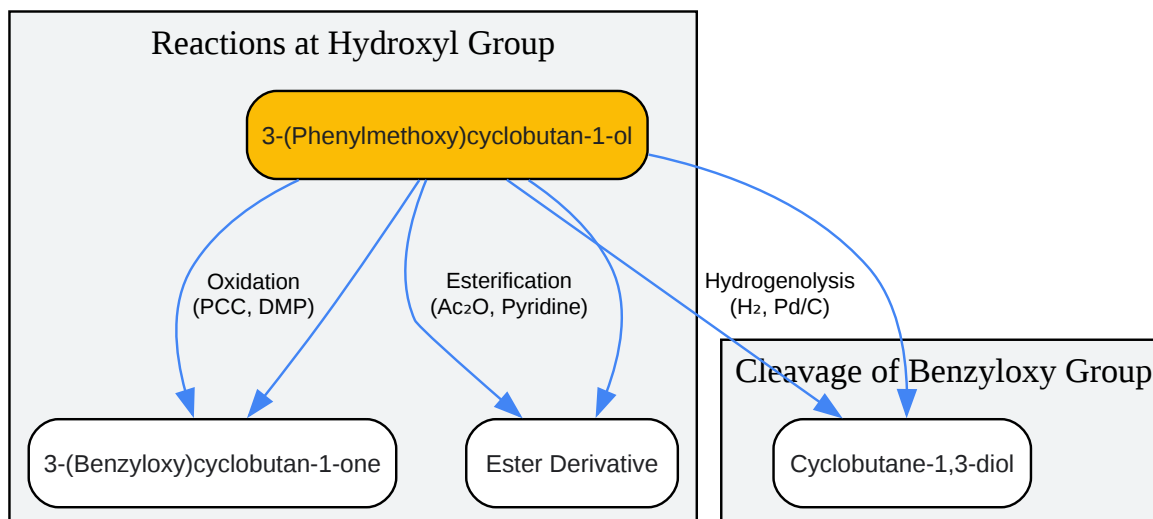 Reactions at Hydroxyl Group
3-(Phenylmethoxy)cyclobutan-1-ol
Oxidation
(PCC, DMP)
Esterification
(Ac₂O, Pyridine)
Hydrogenolysis
(H₂, Pd/C)
Cleavage of Benzyloxy Group
3-(Benzyloxy)cyclobutan-1-one
Ester Derivative
Cyclobutane-1,3-diol